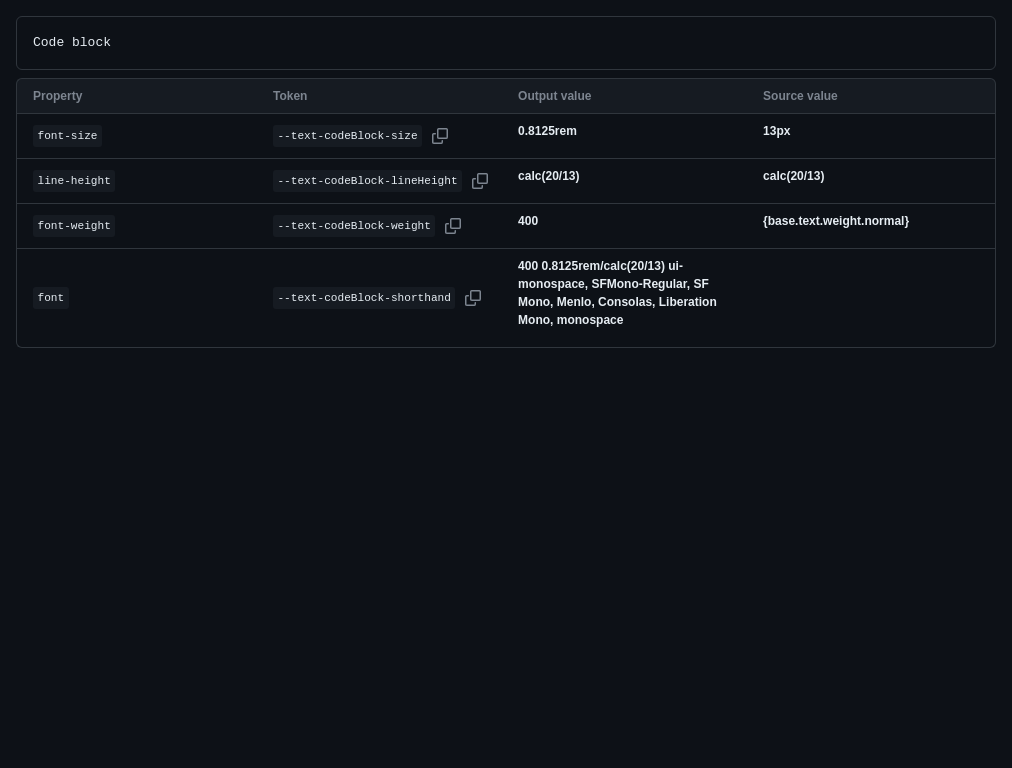 Code block
Property Token Output value Source value
font-size --text-codeBlock-size 0.8125rem 13px
line-height --text-codeBlock-lineHeight calc(20/13) calc(20/13)
font-weight --text-codeBlock-weight 400 {base.text.weight.normal}
font --text-codeBlock-shorthand 400 0.8125rem/calc(20/13) ui-
monospace, SFMono-Regular, SF
Mono, Menlo, Consolas, Liberation
Mono, monospace